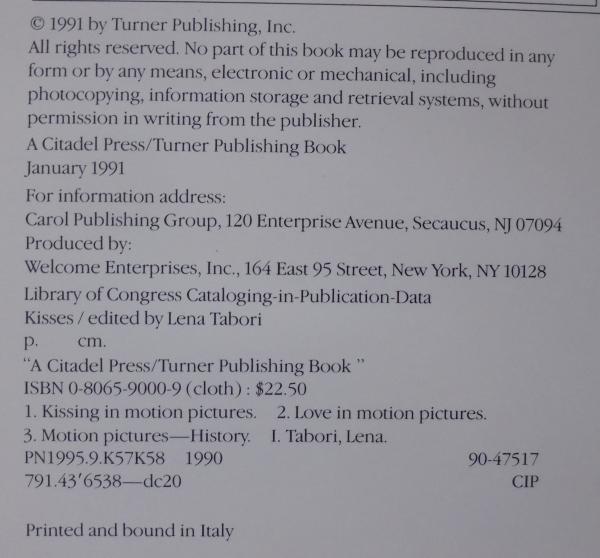 © 1991 by Turner Publishing, Inc.
All rights reserved. No part of this book may be reproduced in any
form or by any means, electronic or mechanical, including
photocopying, information storage and retrieval systems, without
permission in writing from the publisher.
A Citadel Press/Turner Publishing Book
January 1991
For information address:
Carol Publishing Group, 120 Enterprise Avenue, Secaucus, NJ 07094
Produced by:
Welcome Enterprises, Inc., 164 East 95 Street, New York, NY 10128
Library of Congress Cataloging-in-Publication-Data
Kisses / edited by Lena Tabori
p. cm.
“A Citadel Press/Turner Publishing Book ”
ISBN 0-8065-9000-9 (cloth) : $22.50
1. Kissing in motion pictures. 2. Love in motion pictures.
3. Motion pictures—History. I. Tabori, Lena.
PN1995.9.K57K58 1990 90-47517
791.43′6538—dc20 CIP
Printed and bound in Italy